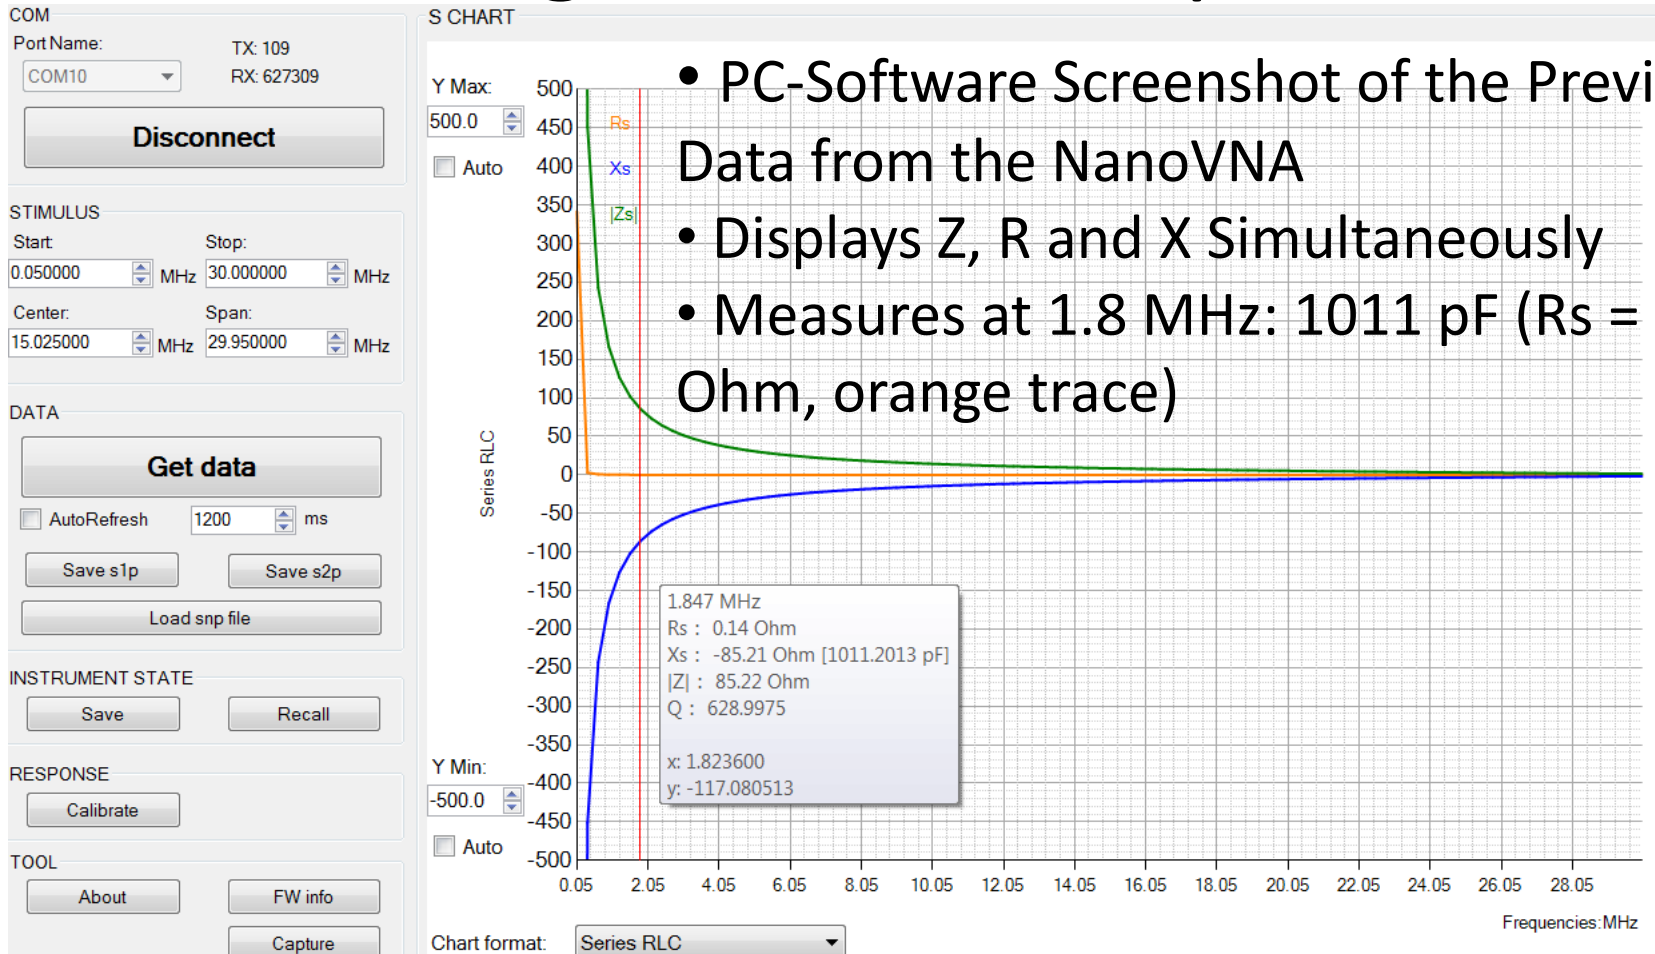 COM
Port Name:
TX: 109
COM10
RX: 627309
Disconnect
STIMULUS
Start:
Stop:
0.050000 MHz 30.000000 MHz
Center:
Span:
15.025000 MHz 29.950000 MHz
DATA
Get data
AutoRefresh 1200 ms
Save s1p
Save s2p
Load snp file
INSTRUMENT STATE
Save
Recall
RESPONSE
Calibrate
TOOL
About
FW info
Capture
S CHART
Y Max:
500.0
Auto
Y Min:
-500.0
Auto
Series RLC
500
450
400
350
300
250
200
150
100
50
0
-50
-100
-150
-200
-250
-300
-350
-400
-450
-500
Rs
Xs
|Zs|
• PC-Software Screenshot of the Previ
Data from the NanoVNA
• Displays Z, R and X Simultaneously
• Measures at 1.8 MHz: 1011 pF (Rs =
Ohm, orange trace)
1.847 MHz
Rs : 0.14 Ohm
Xs : -85.21 Ohm [1011.2013 pF]
|Z| : 85.22 Ohm
Q : 628.9975
x: 1.823600
y: -117.080513
0.05 2.05 4.05 6.05 8.05 10.05 12.05 14.05 16.05 18.05 20.05 22.05 24.05 26.05 28.05
Frequencies:MHz
Chart format: Series RLC